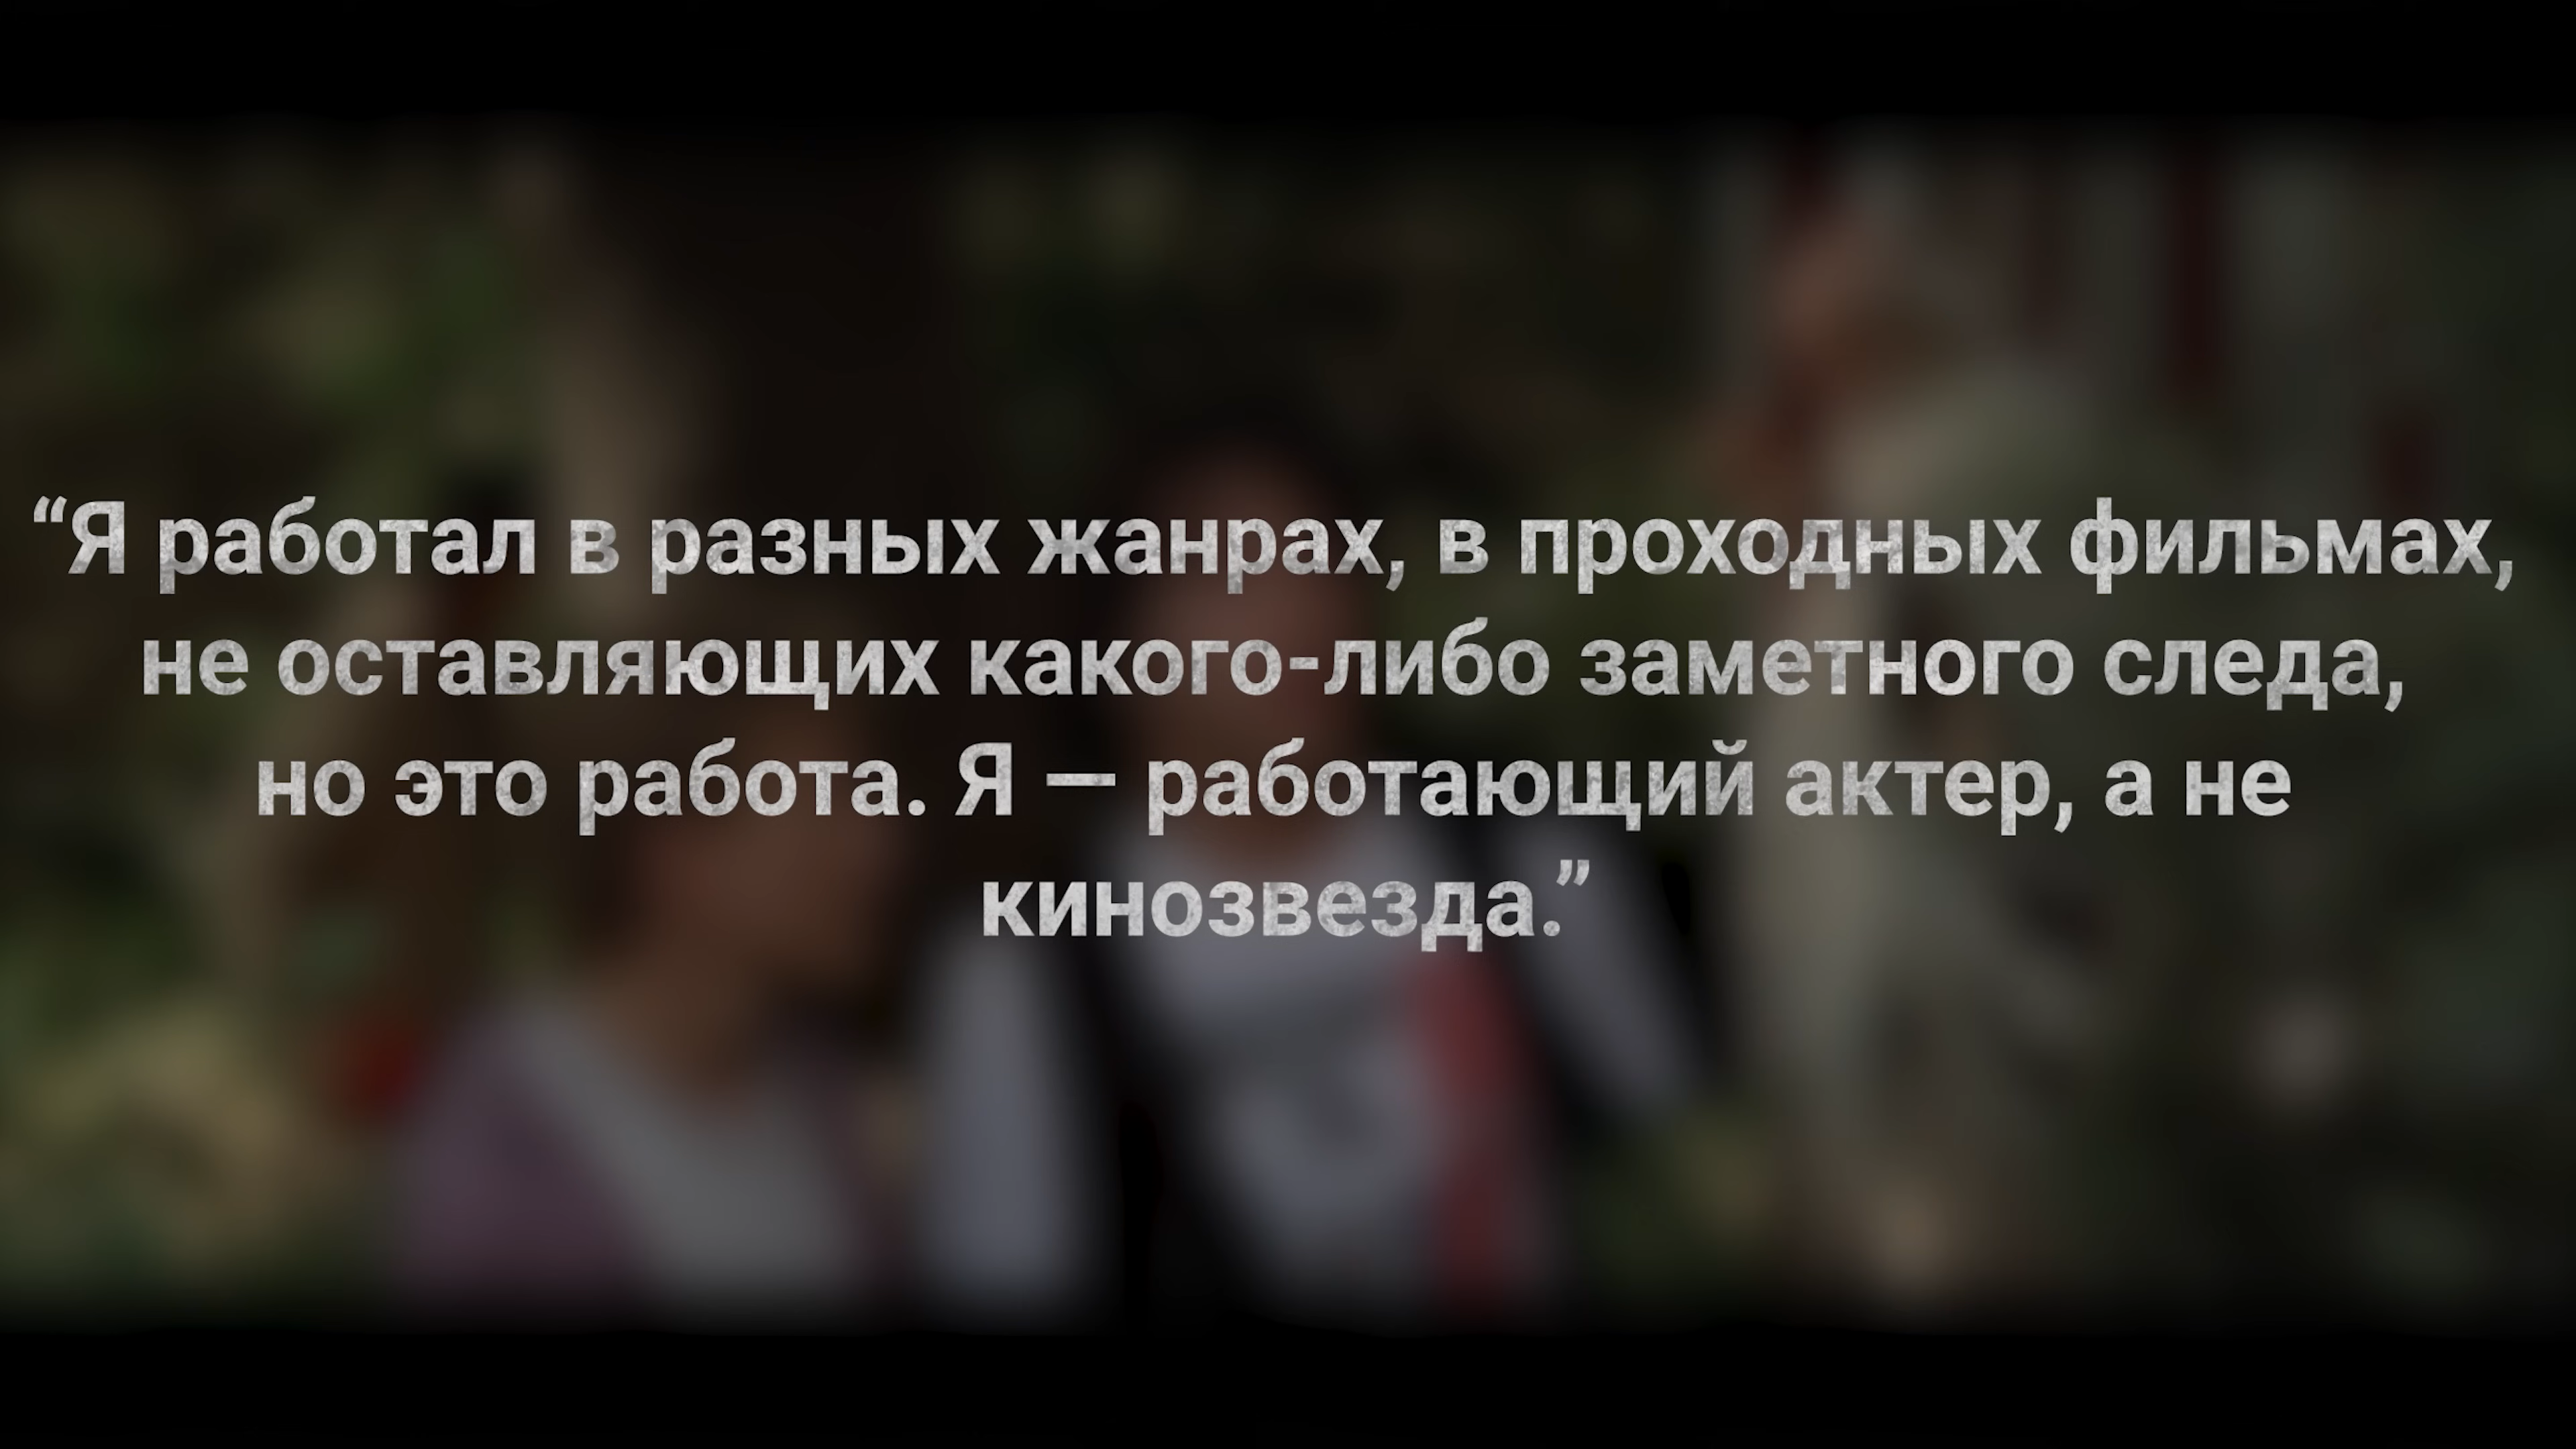 “Я работал в разных жанрах, в проходных фильмах,
не оставляющих какого-либо заметного следа,
но это работа. Я — работающий актер, а не
кинозвезда.”